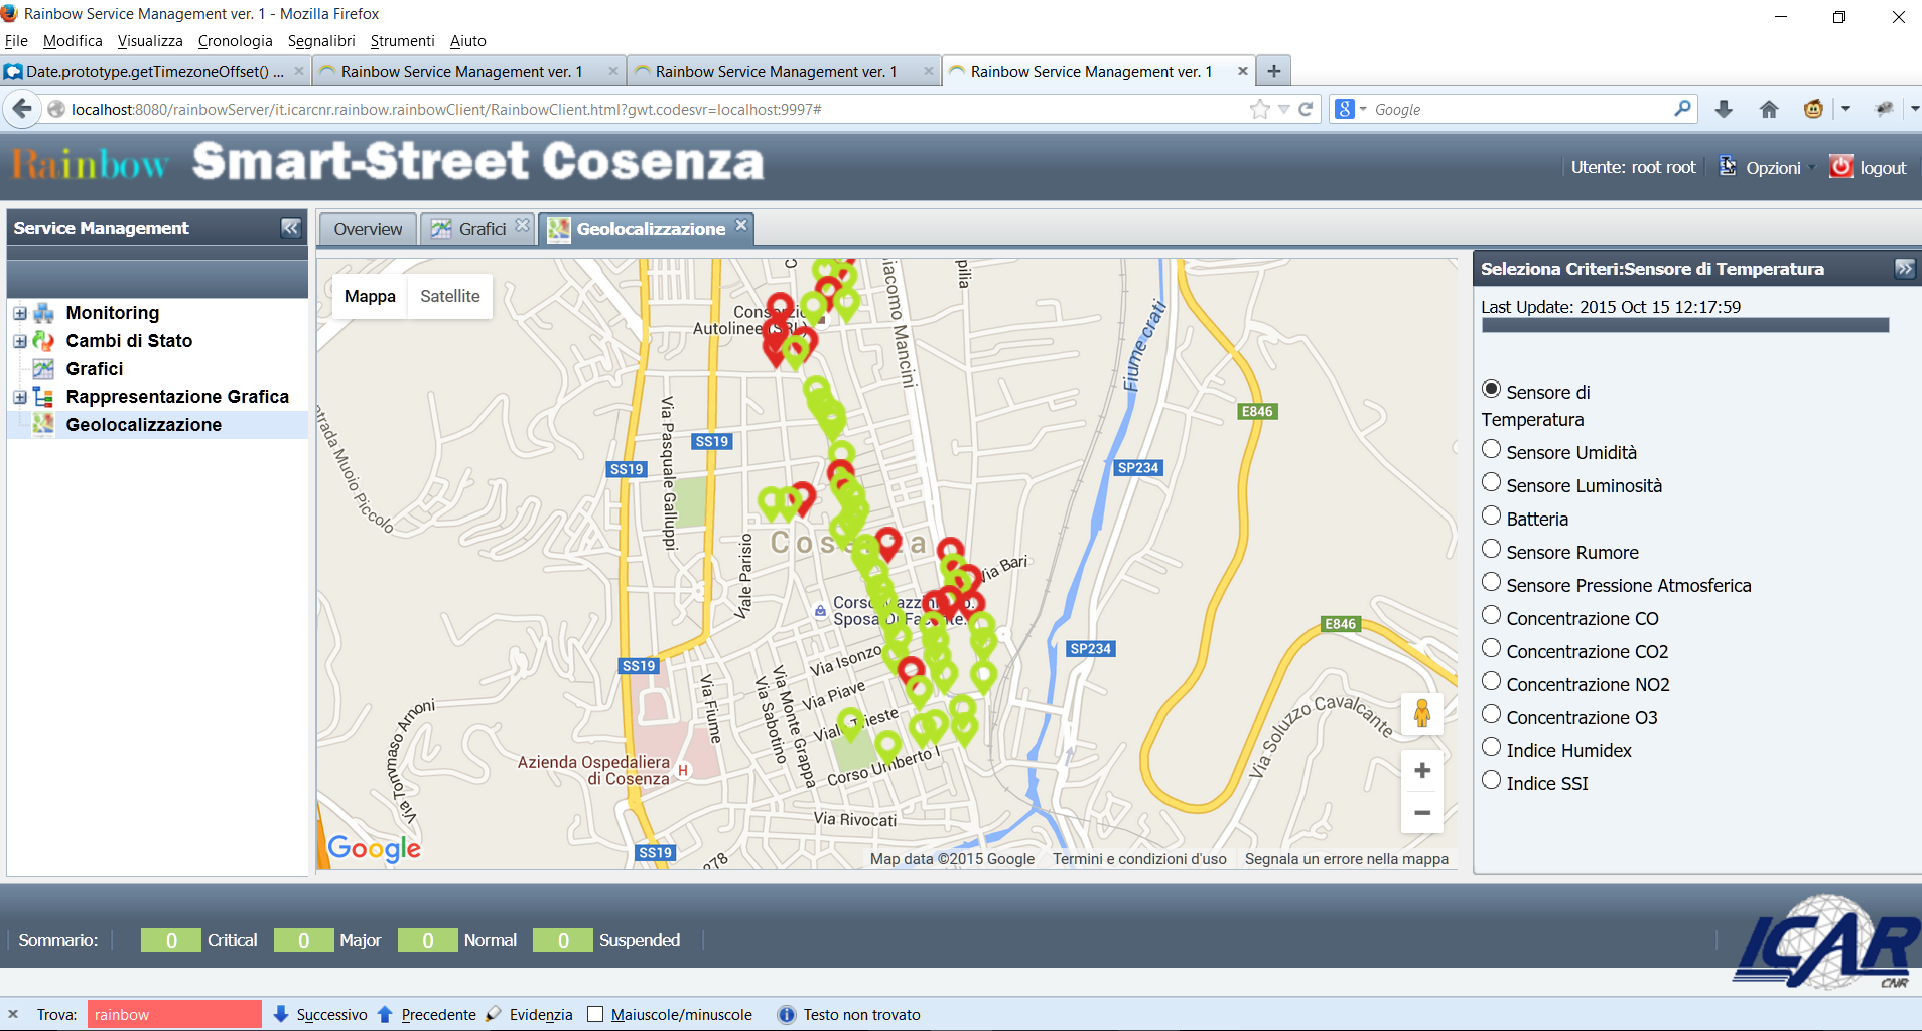 Rainbow Service Management ver. 1 - Mozilla Firefox
File Modifica Visualizza Cronologia Segnalibri Strumenti Aiuto
Date.prototype.getTimezoneOffset() ...
Rainbow Service Management ver. 1
Rainbow Service Management ver. 1
Rainbow Service Management ver. 1
localhost:8080/rainbowServer/it.icarcnr.rainbow.rainbowClient/RainbowClient.html?gwt.codesvr=localhost:9997#
Google
Rainbow Smart-Street Cosenza
Utente: root root
Opzioni
logout
Service Management
Monitoring
Cambi di Stato
Grafici
Rappresentazione Grafica
Geolocalizzazione
Overview
Grafici
Geolocalizzazione
Mappa
Satellite
Autolinee (SRL)
Giacomo Mancini
pilia
Fiume crati
E846
SS19
SS19
SP234
Via Pasquale Galluppi
trada Muoio Piccolo
Viale Parisio
Cosenza
Via Bari
Sposa Di
E846
SP234
SS19
Via Isonzo
Via Piave
Viale Trieste
Via Fiume
Via Sabotino
Via Monte Grappa
Via Tommaso Arnoni
Azienda Ospedaliera
di Cosenza
H
Corso Umberto I
Via Soluzzo Cavalcante
Via Rivocati
SS19
278
Google
Map data ©2015 Google
Termini e condizioni d'uso
Segnala un errore nella mappa
Seleziona Criteri:Sensore di Temperatura
Last Update: 2015 Oct 15 12:17:59
Sensore di
Temperatura
Sensore Umidità
Sensore Luminosità
Batteria
Sensore Rumore
Sensore Pressione Atmosferica
Concentrazione CO
Concentrazione CO2
Concentrazione NO2
Concentrazione O3
Indice Humidex
Indice SSI
Sommario:
0 Critical
0 Major
0 Normal
0 Suspended
ICAR
CNR
Trova: rainbow
Successivo
Precedente
Evidenzia
Maiuscole/minuscole
Testo non trovato